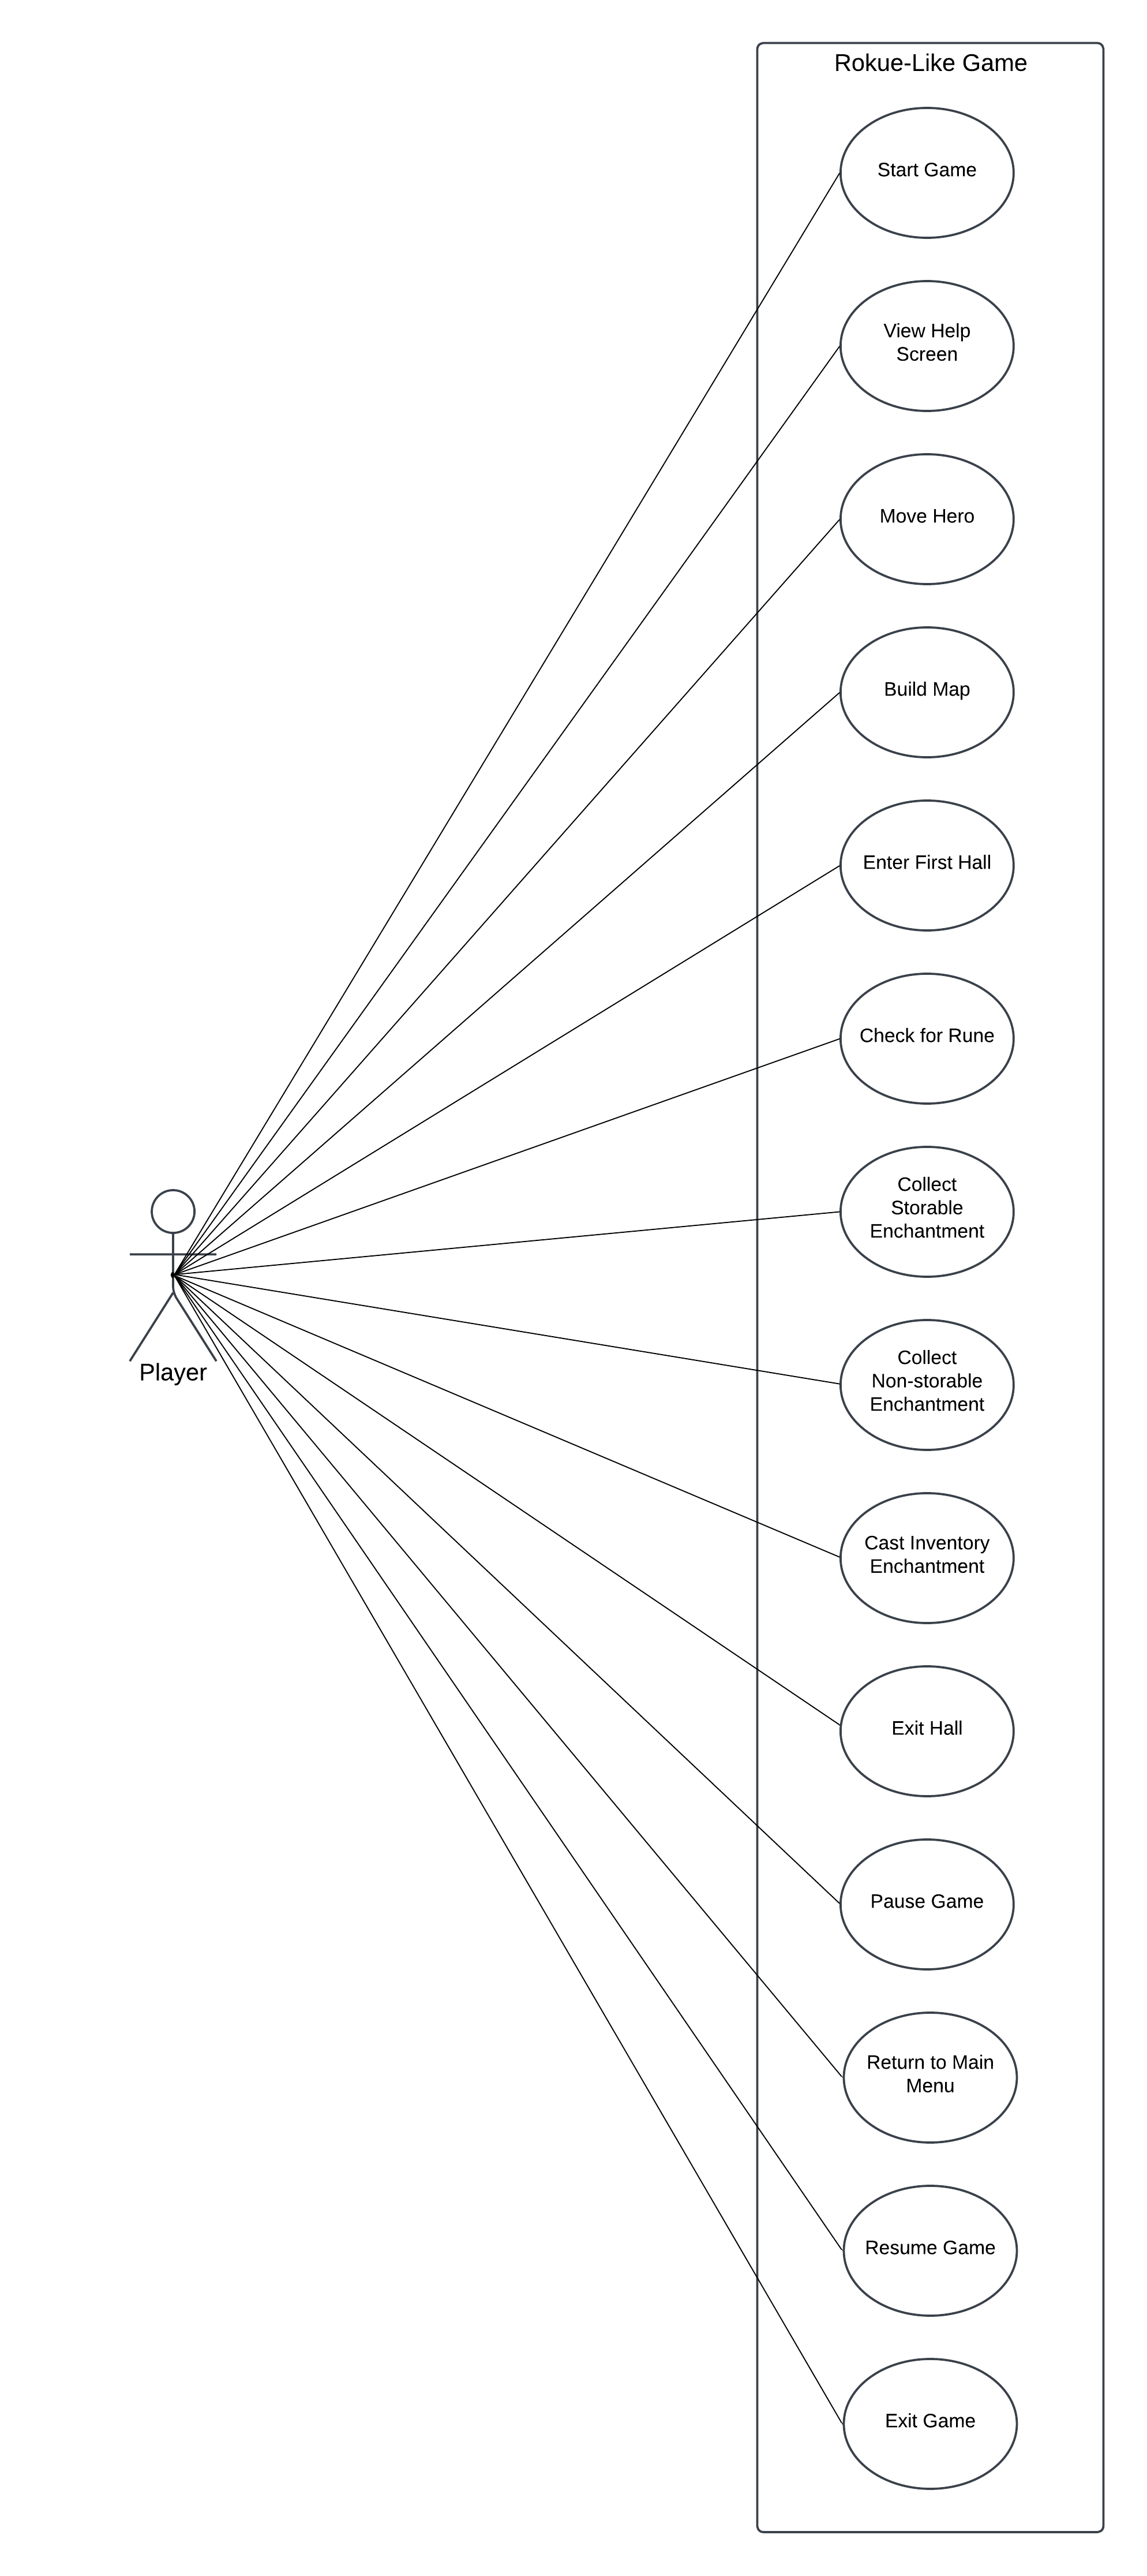 Rokue-Like Game
Start Game
View Help
Screen
Move Hero
Build Map
Enter First Hall
Check for Rune
Collect
Storable
Enchantment
Player
Collect
Non-storable
Enchantment
Cast Inventory
Enchantment
Exit Hall
Pause Game
Return to Main
Menu
Resume Game
Exit Game